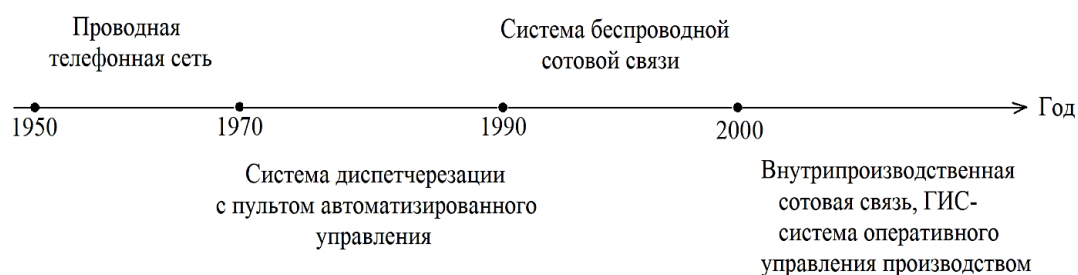 Проводная
телефонная сеть
Система беспроводной
сотовой связи
Год
1950
1970
1990
2000
Система диспетчерезации
с пультом автоматизированного
управления
Внутрипроизводственная
сотовая связь, ГИС-
система оперативного
управления производством